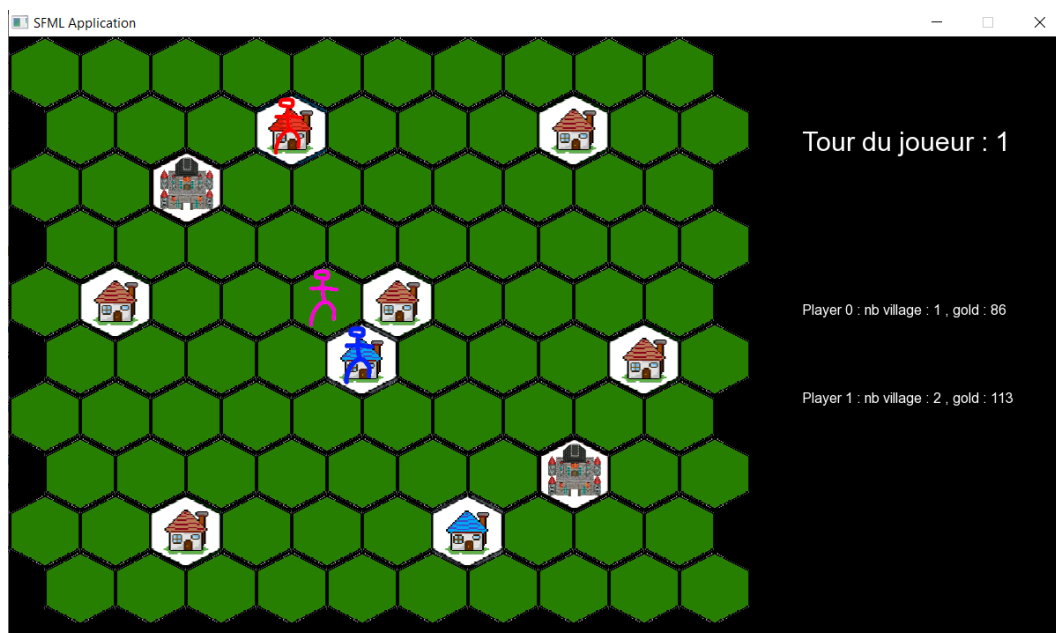 SFML Application
Tour du joueur : 1
Player 0 : nb village : 1 , gold : 86
Player 1 : nb village : 2 , gold : 113